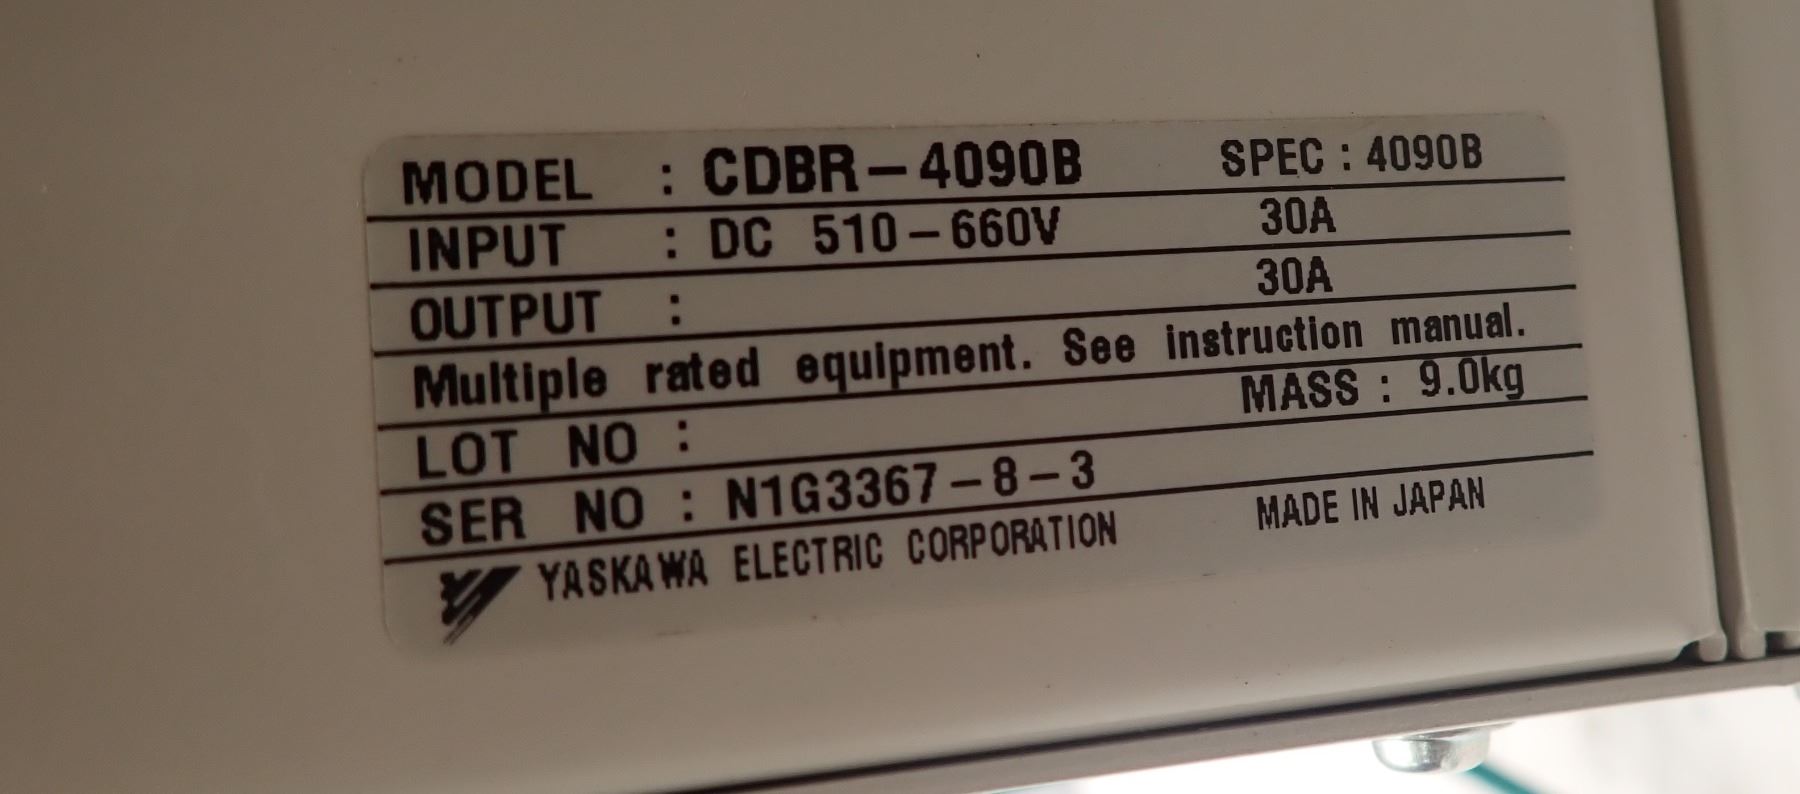 MODEL : CDBR-4090B SPEC : 4090B
INPUT : DC 510-660V 30A
OUTPUT : 30A
Multiple rated equipment. See instruction manual.
LOT NO : MASS : 9.0kg
SER NO : N1G3367-8-3
YASKAWA ELECTRIC CORPORATION MADE IN JAPAN